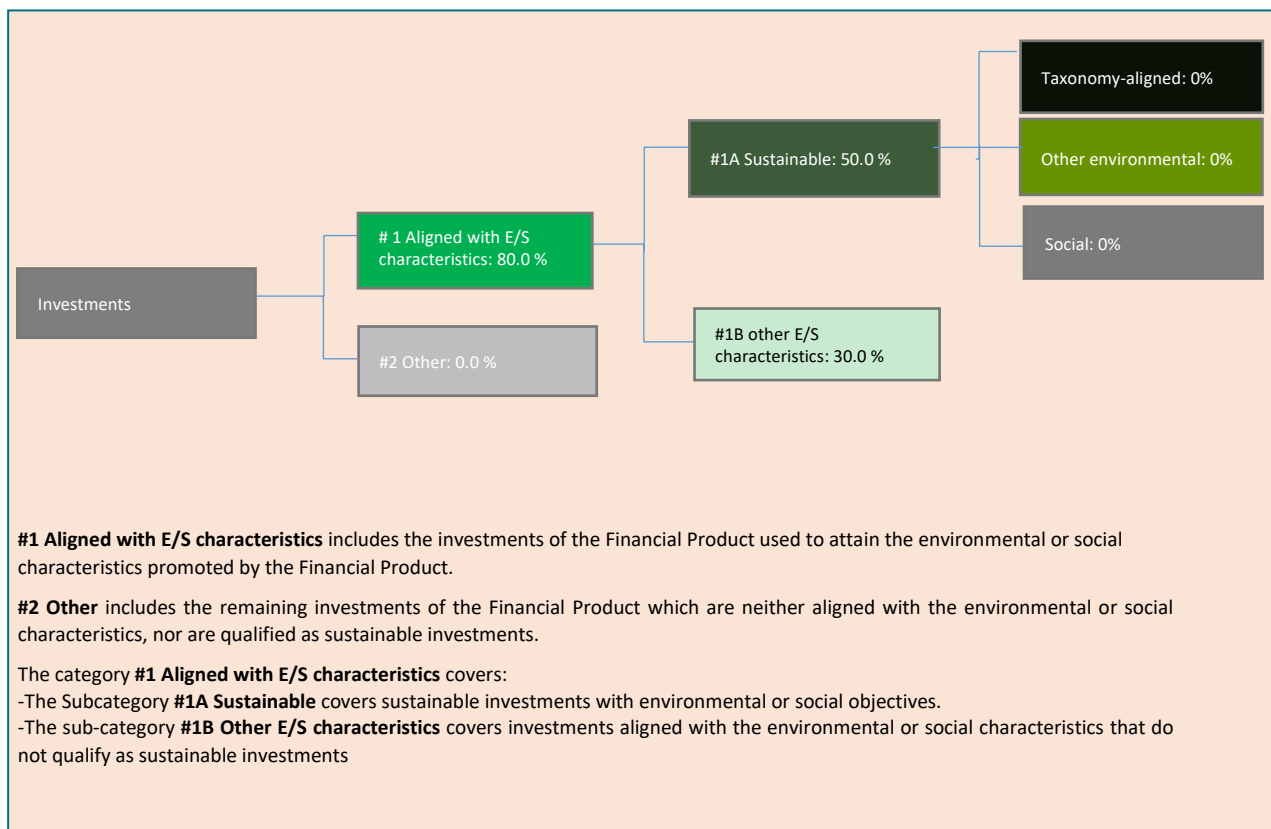 Taxonomy-aligned: 0%
#1A Sustainable: 50.0 %
Other environmental: 0%
# 1 Aligned with E/S
characteristics: 80.0 %
Social: 0%
Investments
#1B other E/S
characteristics: 30.0 %
#2 Other: 0.0 %
#1 Aligned with E/S characteristics includes the investments of the Financial Product used to attain the environmental or social
characteristics promoted by the Financial Product.
#2 Other includes the remaining investments of the Financial Product which are neither aligned with the environmental or social
characteristics, nor are qualified as sustainable investments.
The category #1 Aligned with E/S characteristics covers:
-The Subcategory #1A Sustainable covers sustainable investments with environmental or social objectives.
-The sub-category #1B Other E/S characteristics covers investments aligned with the environmental or social characteristics that do
not qualify as sustainable investments